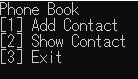 Phone Book
[1] Add Contact
[2] Show Contact
[3] Exit